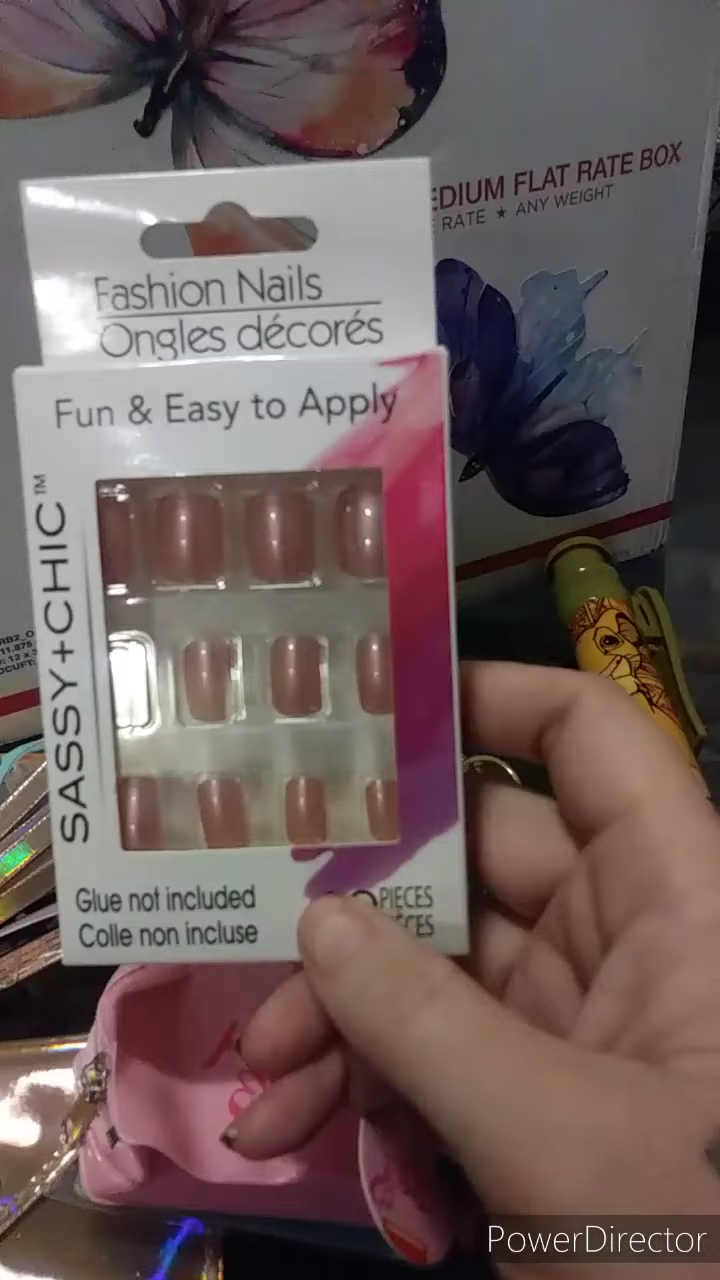 EDIUM FLAT RATE BOX
RATE ★ ANY WEIGHT
Fashion Nails
Ongles décorés
Fun & Easy to Apply
SASSY+CHIC™
Glue not included
Colle non incluse
PIECES
PowerDirector